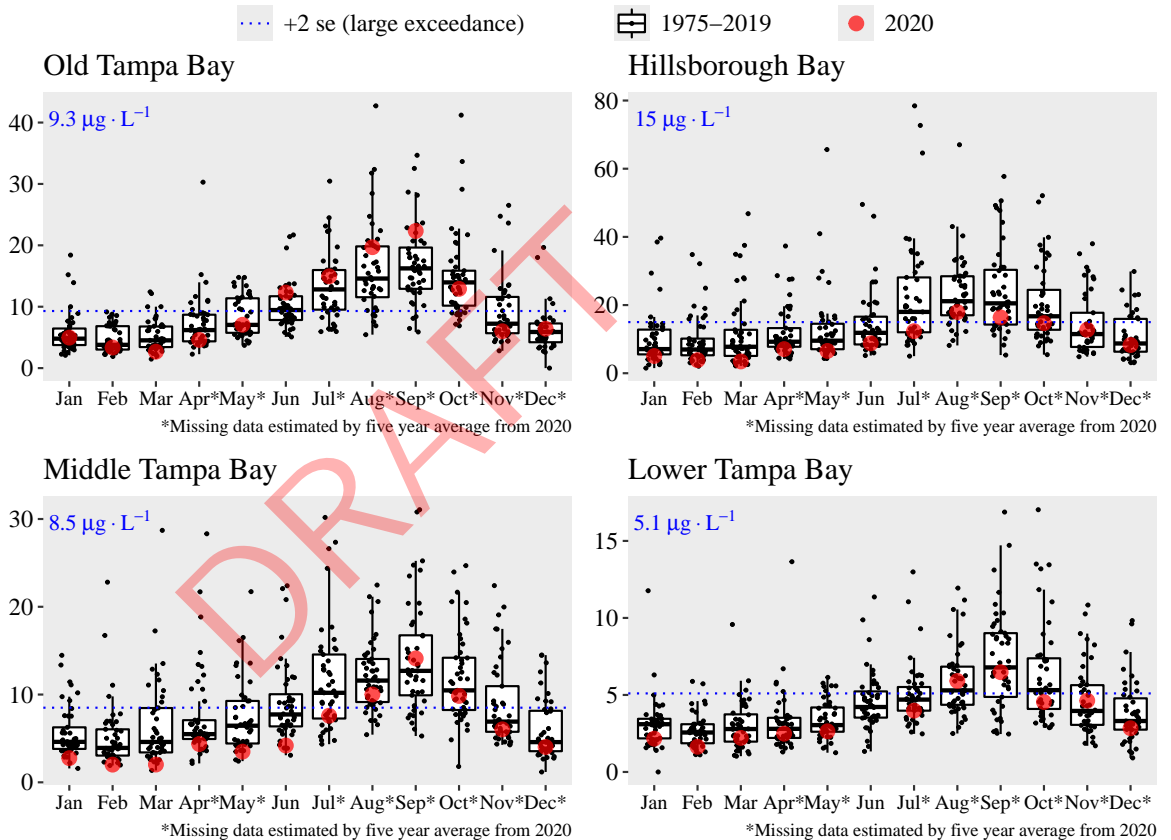 +2 se (large exceedance) 1975−2019 2020
Old Tampa Bay
9.3 μg ⋅ L−1
40
30
20
10
0
Jan Feb Mar Apr* May* Jun Jul* Aug* Sep* Oct* Nov* Dec*
*Missing data estimated by five year average from 2020
Hillsborough Bay
15 μg ⋅ L−1
80
60
40
20
0
Jan Feb Mar Apr* May* Jun Jul* Aug* Sep* Oct* Nov* Dec*
*Missing data estimated by five year average from 2020
Middle Tampa Bay
8.5 μg ⋅ L−1
30
20
10
0
Jan Feb Mar Apr* May* Jun Jul* Aug* Sep* Oct* Nov* Dec*
*Missing data estimated by five year average from 2020
Lower Tampa Bay
5.1 μg ⋅ L−1
15
10
5
0
Jan Feb Mar Apr* May* Jun Jul* Aug* Sep* Oct* Nov* Dec*
*Missing data estimated by five year average from 2020
DRAFT